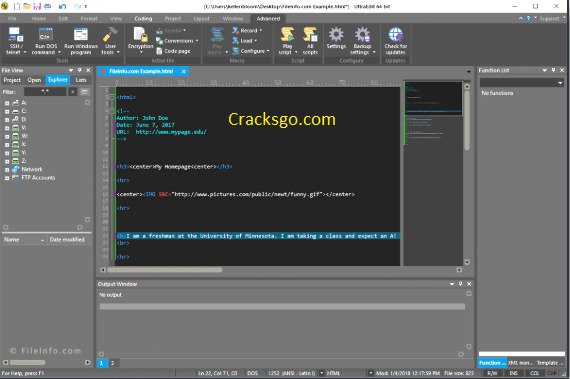 [C:\Users\kellenbloom\Desktop\FileInfo.com Example.html*] - UltraEdit 64-bit
File Home Edit Format View Coding Project Layout Window Advanced ? Support
SSH / telnet
Run DOS command
Run Windows program
User tools
Encryption
Conversions
Code page
Record
Play macro
Load
Configure
Play script
All scripts
Settings
Backup settings
Check for updates
Tools Active file Macro Script Configure Updates
File View
Project Open Explorer Lists
Filter: *.* >
A:
C:
D:
V:
W:
X:
Y:
Z:
Network
FTP Accounts
Name Date modified
FileInfo.com Example.html
<html>
<!--
Author: John Doe
Date: June 7, 2017
URL: http://www.mypage.edu/
-->
Cracksgo.com
<h3><center>My Homepage<center></h3>
<hr>
<center><IMG SRC="http://www.pictures.com/public/newt/funny.gif"></center>
<hr>
<b>I am a freshman at the University of Minnesota. I am taking a class and expect an A!
<br>
<hr>
Function List
No functions
Output Window
No output
1 2
Function ... XML man... Template ...
© FileInfo.com
For Help, press F1
Ln 22, Col 71, C0 DOS 1252 (ANSI - Latin I) HTML Mod: 1/4/2018 12:17:59 PM File size: 823 R/W INS COL CAP